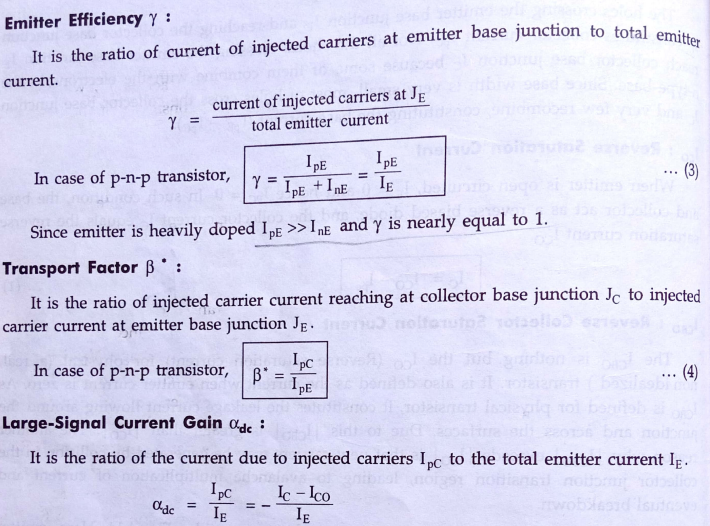 Emitter Efficiency γ :
It is the ratio of current of injected carriers at emitter base junction to total emitter
current.
γ = current of injected carriers at J_E / total emitter current
In case of p-n-p transistor, γ = I_pE / (I_pE + I_nE) = I_pE / I_E ... (3)
Since emitter is heavily doped I_pE >> I_nE and γ is nearly equal to 1.
Transport Factor β* :
It is the ratio of injected carrier current reaching at collector base junction J_C to injected
carrier current at emitter base junction J_E.
In case of p-n-p transistor, β* = I_pC / I_pE ... (4)
Large-Signal Current Gain α_dc :
It is the ratio of the current due to injected carriers I_pC to the total emitter current I_E.
α_dc = I_pC / I_E = - (I_C - I_CO) / I_E